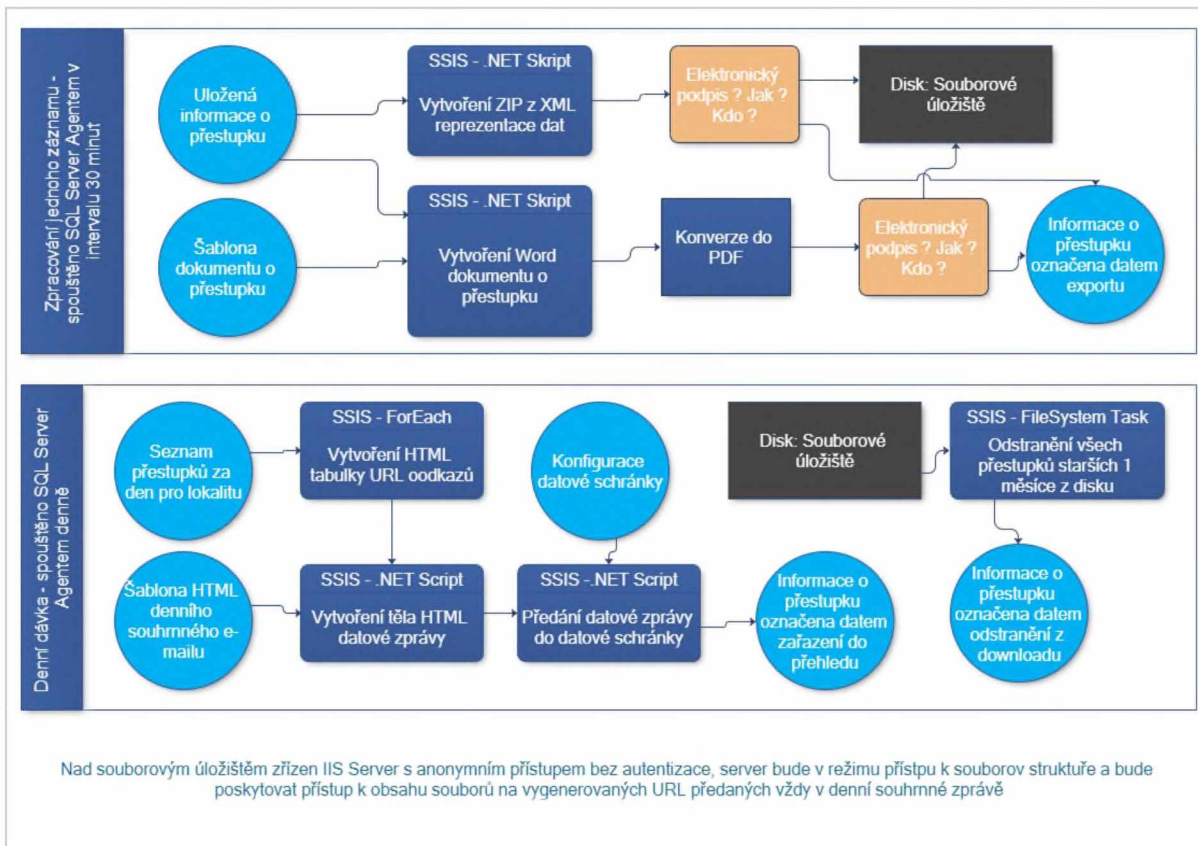 Zpracování jednoho záznamu -
spouštěno SQL Server Agentem v
intervalu 30 minut
Uložená
informace o
přestupku
SSIS - .NET Skript
Vytvoření ZIP z XML
reprezentace dat
Elektronický
podpis ? Jak ?
Kdo ?
Disk: Souborové
úložiště
Šablona
dokumentu o
přestupku
SSIS - .NET Skript
Vytvoření Word
dokumentu o
přestupku
Konverze do
PDF
Elektronický
podpis ? Jak ?
Kdo ?
Informace o
přestupku
označena datem
exportu
Denní dávka - spouštěno SQL Server
Agentem denně
Seznam
přestupků za
den pro lokalitu
SSIS - ForEach
Vytvoření HTML
tabulky URL oodkazů
Konfigurace
datové schránky
Disk: Souborové
úložiště
SSIS - FileSystem Task
Odstranění všech
přestupků starších 1
měsíce z disku
Šablona HTML
denního
souhrnného e-
mailu
SSIS - .NET Script
Vytvoření těla HTML
datové zprávy
SSIS - .NET Script
Předání datové zprávy
do datové schránky
Informace o
přestupku
označena datem
zařazení do
přehledu
Informace o
přestupku
označena datem
odstranění z
downloadu
Nad souborovým úložištěm zřízen IIS Server s anonymním přístupem bez autentizace, server bude v režimu přístpu k souborov struktuře a bude
poskytovat přístup k obsahu souborů na vygenerovaných URL předaných vždy v denní souhrnné zprávě